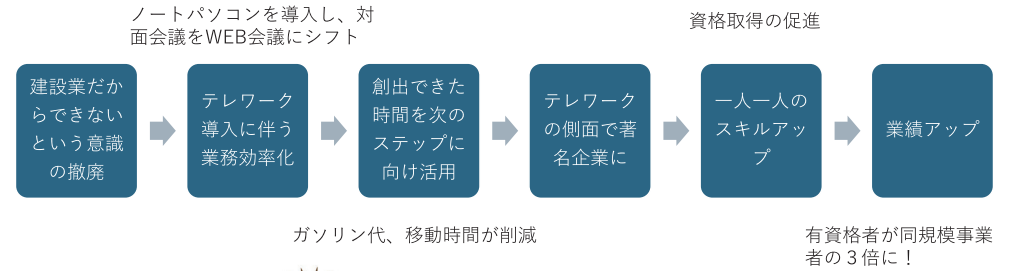 ノートパソコンを導入し、対
面会議をWEB会議にシフト
資格取得の促進
建設業だか
らできない
という意識
の撤廃
テレワーク
導入に伴う
業務効率化
創出できた
時間を次の
ステップに
向け活用
テレワーク
の側面で著
名企業に
一人一人の
スキルアッ
プ
業績アップ
ガソリン代、移動時間が削減
有資格者が同規模事業
者の３倍に！